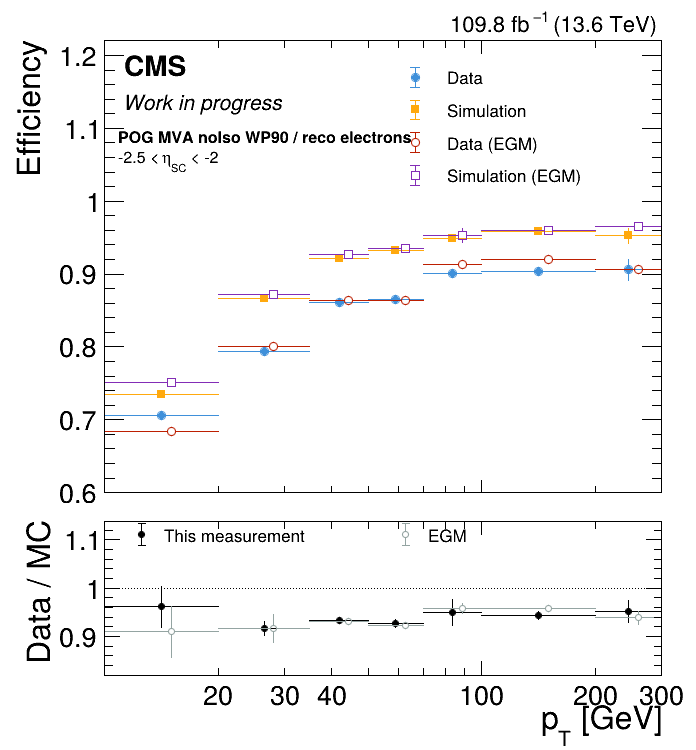 109.8 fb⁻¹ (13.6 TeV)
Efficiency
CMS
Work in progress
POG MVA noIso WP90 / reco electrons
-2.5 < η_SC < -2
Data
Simulation
Data (EGM)
Simulation (EGM)
1.2
1.1
1
0.9
0.8
0.7
0.6
Data / MC
This measurement
EGM
1.1
1
0.9
20 30 100 200 300
p_T [GeV]